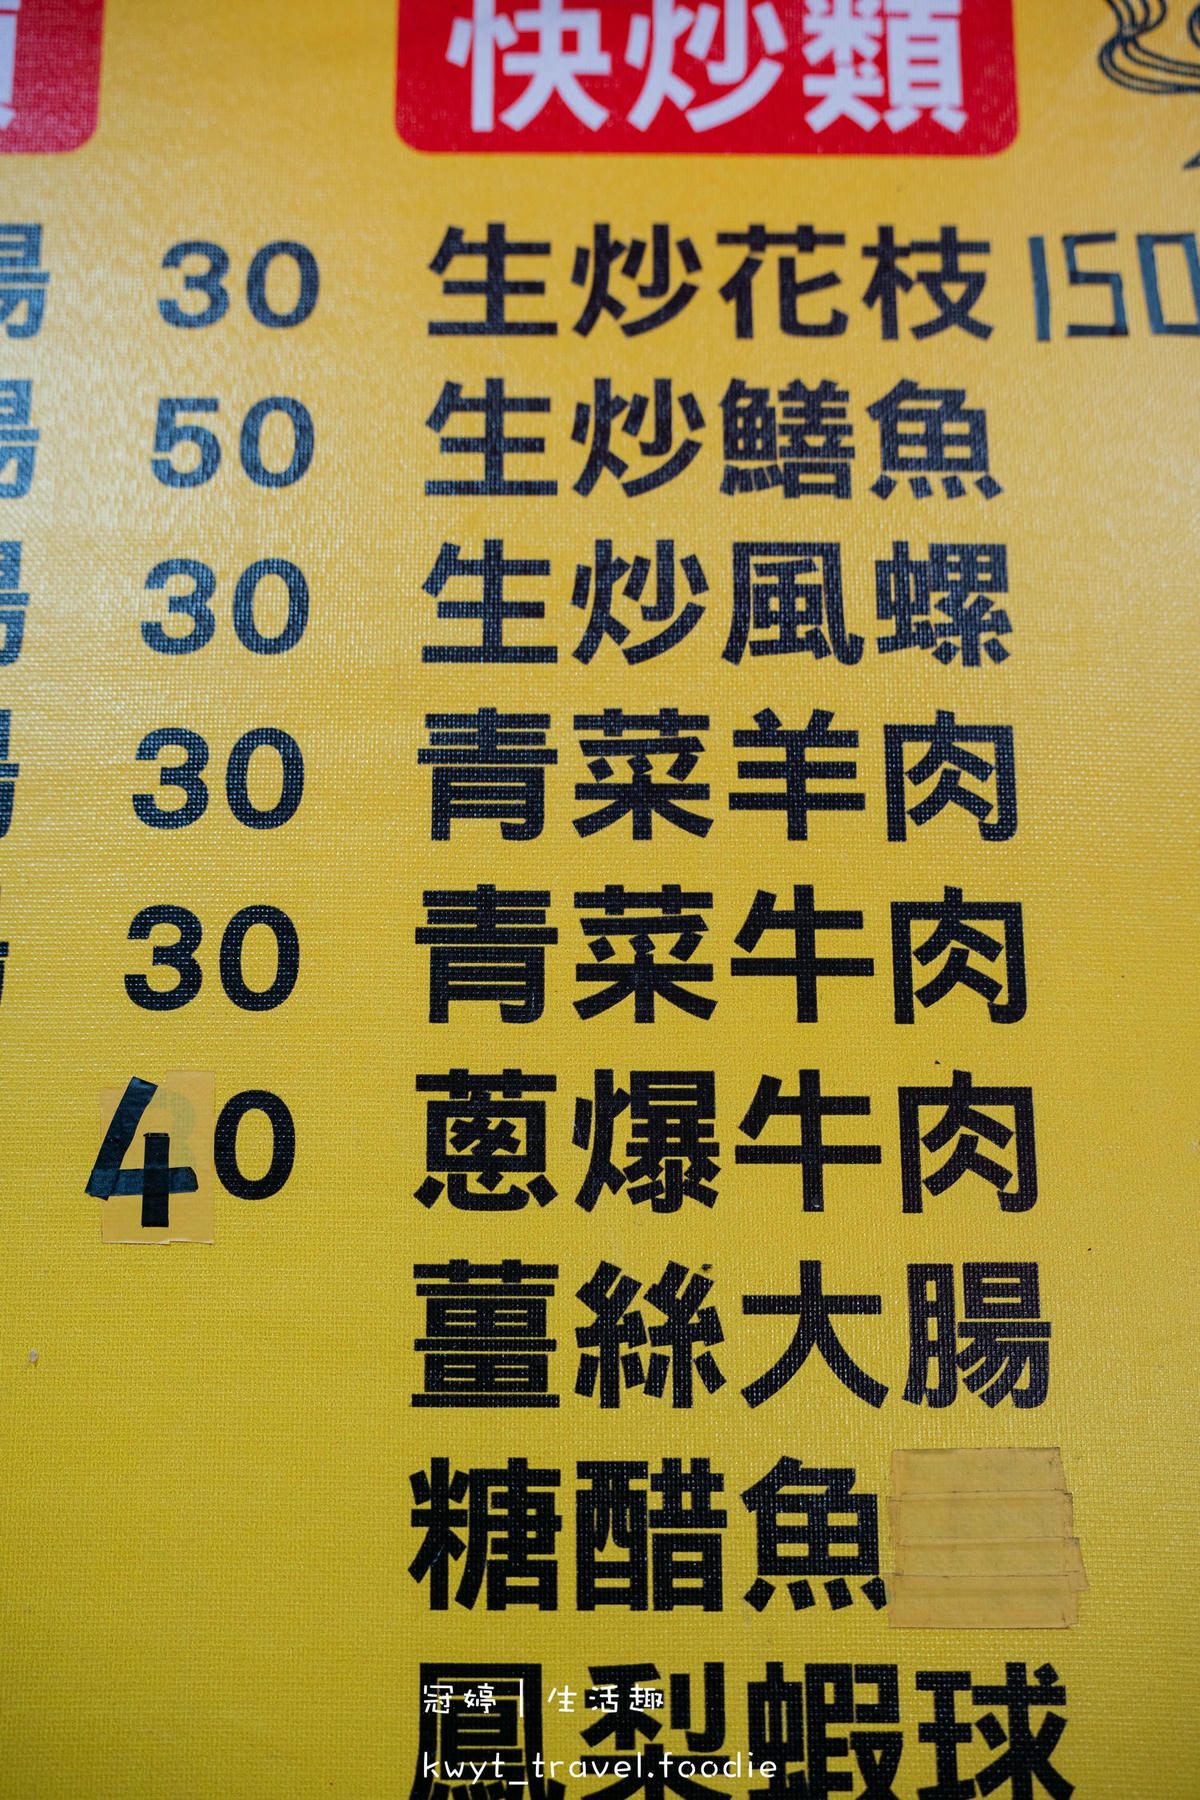 快炒類
30 生炒花枝 150
50 生炒鱔魚
30 生炒風螺
30 青菜羊肉
30 青菜牛肉
40 蔥爆牛肉
薑絲大腸
糖醋魚
鳳梨蝦球
冠婷 | 生活趣
kwyt_travel.foodie